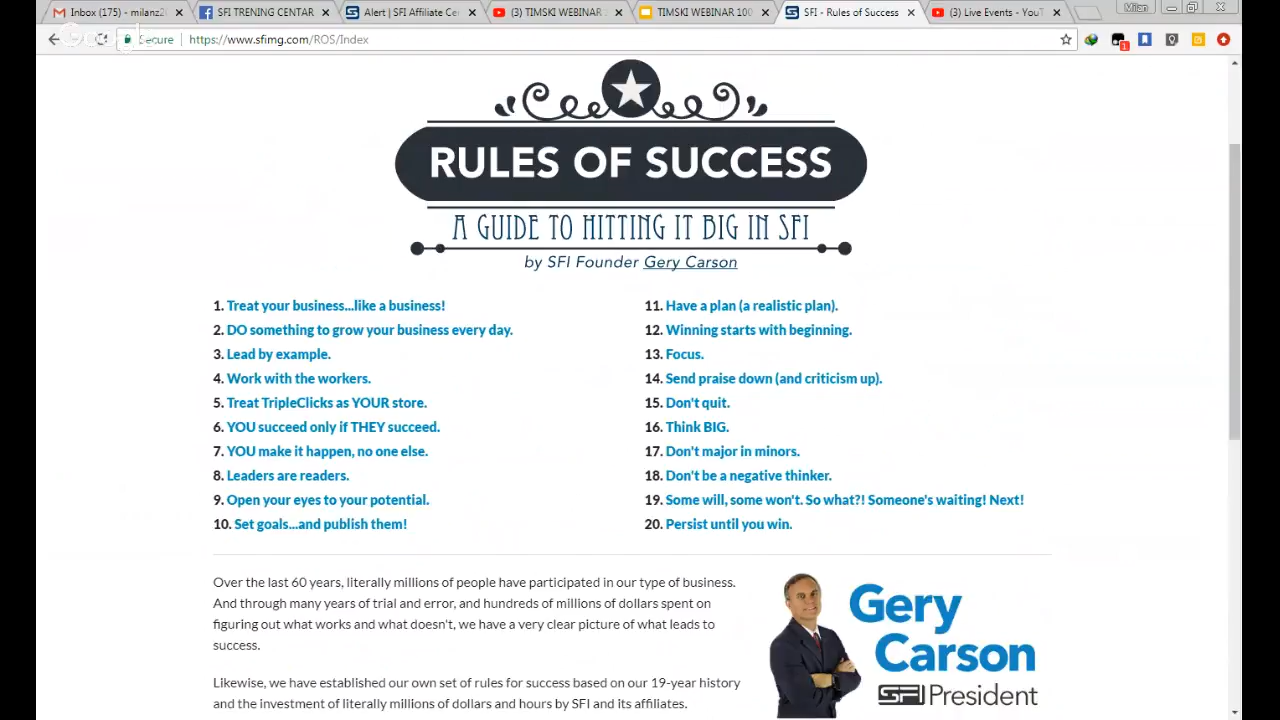 Inbox (175) - milanz2
SFI TRENING CENTAR
Alert | SFI Affiliate Ce
(3) TIMSKI WEBINAR
TIMSKI WEBINAR 100
SFI - Rules of Success
(3) Live Events - YouT
Milan
Secure
https://www.sfimg.com/ROS/Index
1
RULES OF SUCCESS
A GUIDE TO HITTING IT BIG IN SFI
by SFI Founder Gery Carson
1. Treat your business...like a business!
2. DO something to grow your business every day.
3. Lead by example.
4. Work with the workers.
5. Treat TripleClicks as YOUR store.
6. YOU succeed only if THEY succeed.
7. YOU make it happen, no one else.
8. Leaders are readers.
9. Open your eyes to your potential.
10. Set goals...and publish them!
11. Have a plan (a realistic plan).
12. Winning starts with beginning.
13. Focus.
14. Send praise down (and criticism up).
15. Don't quit.
16. Think BIG.
17. Don't major in minors.
18. Don't be a negative thinker.
19. Some will, some won't. So what?! Someone's waiting! Next!
20. Persist until you win.
Over the last 60 years, literally millions of people have participated in our type of business.
And through many years of trial and error, and hundreds of millions of dollars spent on
figuring out what works and what doesn't, we have a very clear picture of what leads to
success.
Likewise, we have established our own set of rules for success based on our 19-year history
and the investment of literally millions of dollars and hours by SFI and its affiliates.
Gery
Carson
SFI President